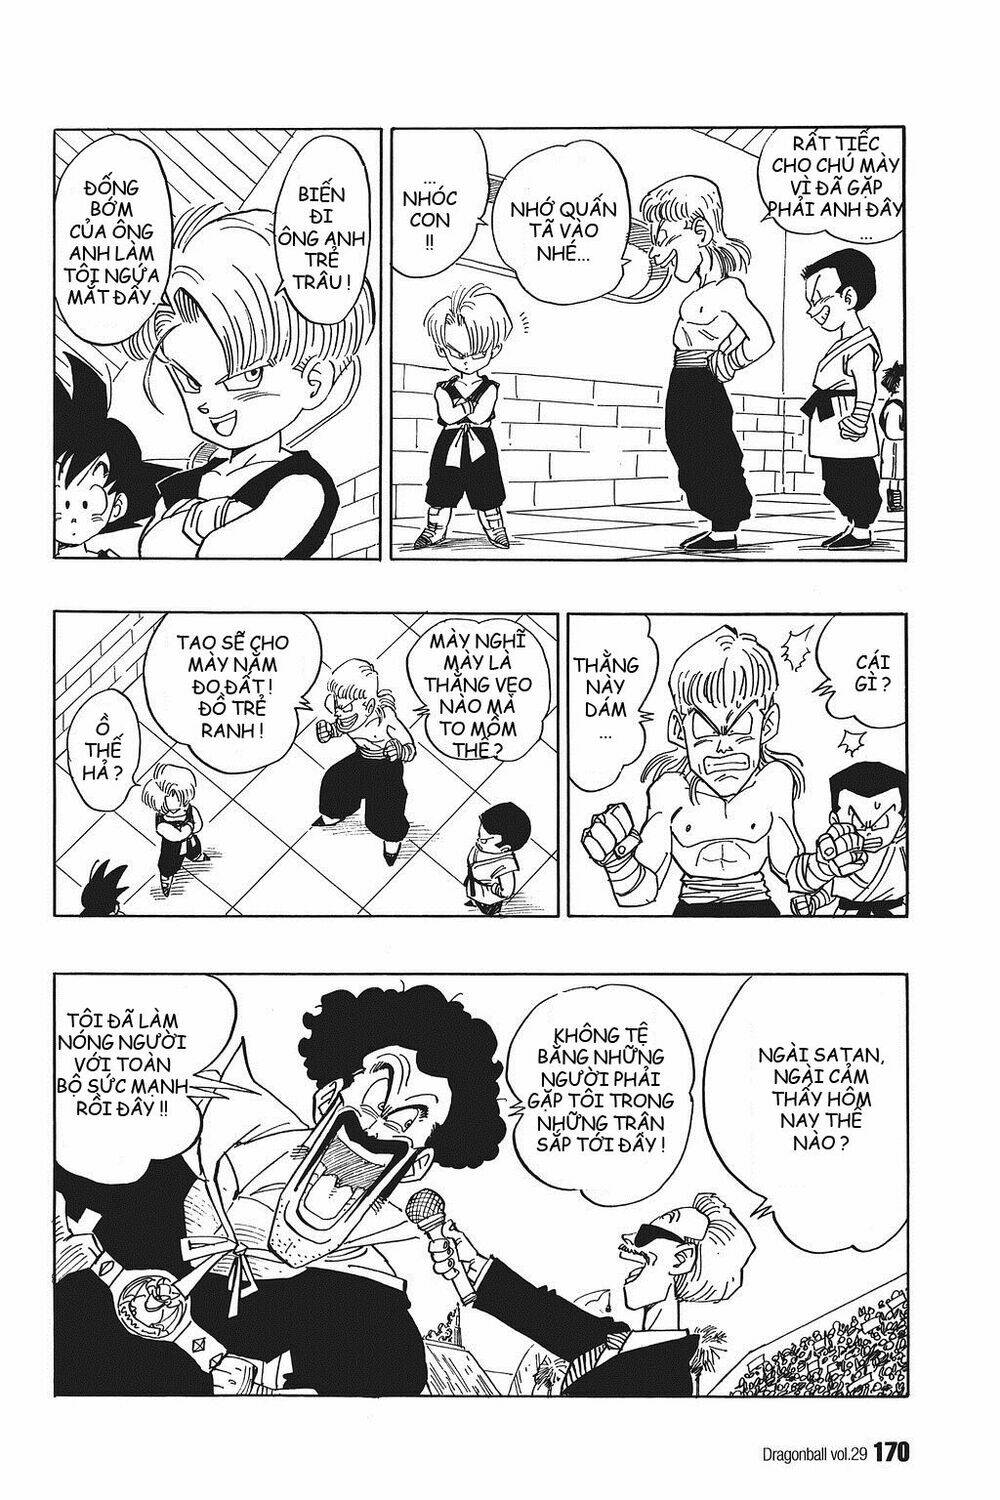 RẤT TIẾC
CHO CHÚ MÀY
VÌ ĐÃ GẶP
PHẢI ANH ĐÂY
...
NHỚ QUẤN
TÃ VÀO
NHÉ...
...
NHÓC
CON
!!
BIẾN
ĐI
ÔNG ANH
TRẺ
TRÂU !
ĐỐNG
BỜM
CỦA ÔNG
ANH LÀM
TÔI NGỨA
MẮT ĐẤY.
CÁI
GÌ ?
THẰNG
NÀY
DÁM
...
MÀY NGHĨ
MÀY LÀ
THẰNG VẸO
NÀO MÀ
TO MỒM
THẾ ?
TAO SẼ CHO
MÀY NẰM
ĐO ĐẤT !
ĐỒ TRẺ
RANH !
Ồ
THẾ
HẢ ?
NGÀI SATAN,
NGÀI CẢM
THẤY HÔM
NAY THẾ
NÀO ?
KHÔNG TỆ
BẰNG NHỮNG
NGƯỜI PHẢI
GẶP TÔI TRONG
NHỮNG TRẬN
SẮP TỚI ĐẤY !
TÔI ĐÃ LÀM
NÓNG NGƯỜI
VỚI TOÀN
BỘ SỨC MẠNH
RỒI ĐÂY !!
Dragonball vol.29 170